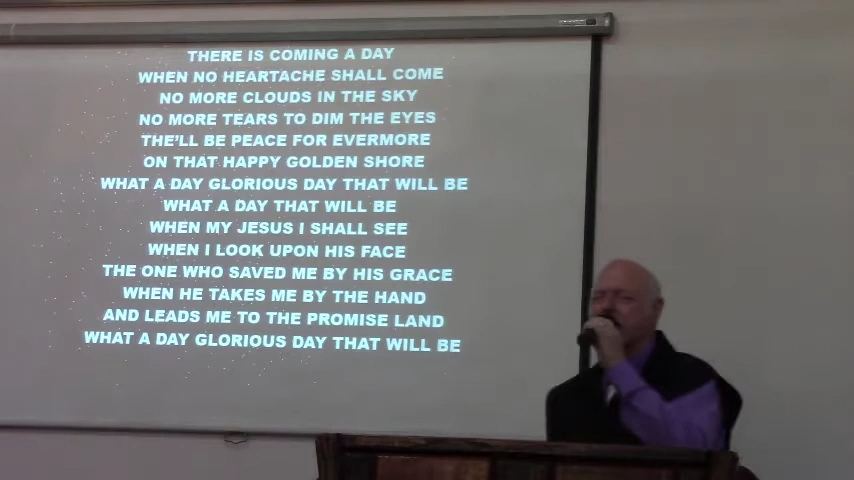 THERE IS COMING A DAY
WHEN NO HEARTACHE SHALL COME
NO MORE CLOUDS IN THE SKY
NO MORE TEARS TO DIM THE EYES
THE'LL BE PEACE FOR EVERMORE
ON THAT HAPPY GOLDEN SHORE
WHAT A DAY GLORIOUS DAY THAT WILL BE
WHAT A DAY THAT WILL BE
WHEN MY JESUS I SHALL SEE
WHEN I LOOK UPON HIS FACE
THE ONE WHO SAVED ME BY HIS GRACE
WHEN HE TAKES ME BY THE HAND
AND LEADS ME TO THE PROMISE LAND
WHAT A DAY GLORIOUS DAY THAT WILL BE